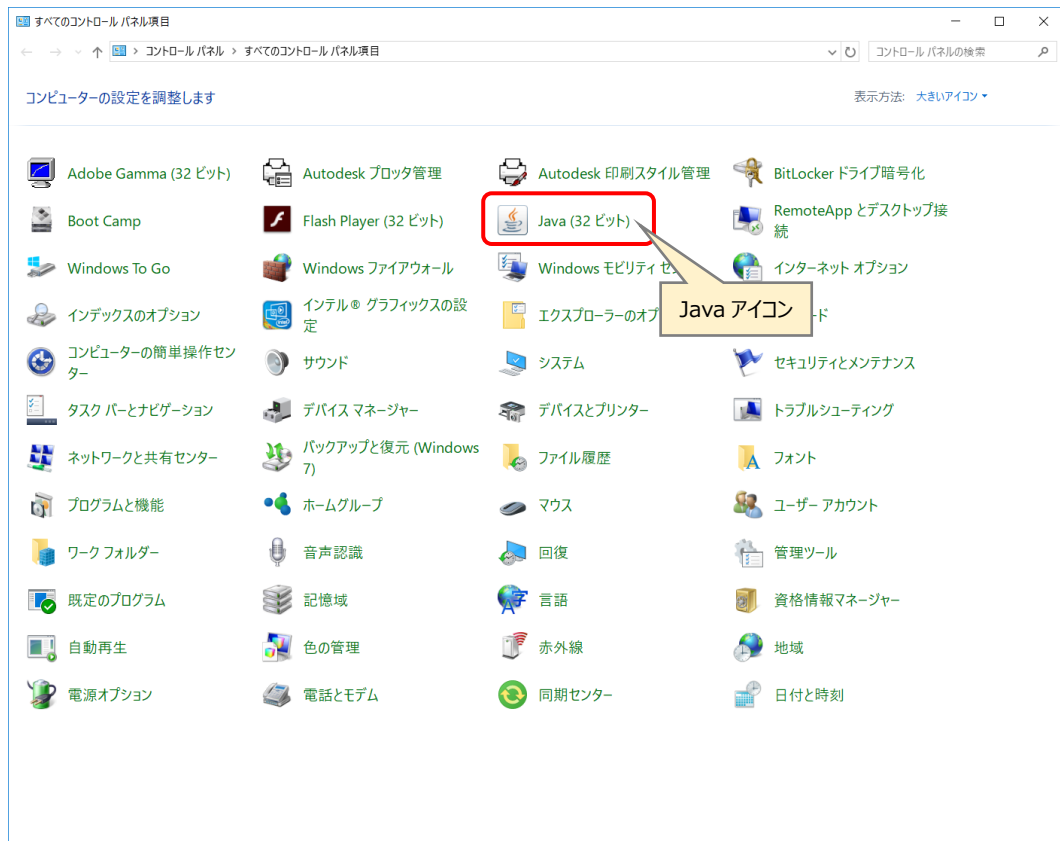 すべてのコントロール パネル項目
コントロール パネル › すべてのコントロール パネル項目
コントロール パネルの検索
コンピューターの設定を調整します
表示方法: 大きいアイコン
Adobe Gamma (32 ビット)
Autodesk プロッタ管理
Autodesk 印刷スタイル管理
BitLocker ドライブ暗号化
Boot Camp
Flash Player (32 ビット)
Java (32 ビット)
RemoteApp とデスクトップ接
続
Windows To Go
Windows ファイアウォール
Windows モビリティ セ
インターネット オプション
Java アイコン
インデックスのオプション
インテル® グラフィックスの設
定
エクスプローラーのオプ
ード
コンピューターの簡単操作セン
ター
サウンド
システム
セキュリティとメンテナンス
タスク バーとナビゲーション
デバイス マネージャー
デバイスとプリンター
トラブルシューティング
ネットワークと共有センター
バックアップと復元 (Windows
7)
ファイル履歴
フォント
プログラムと機能
ホームグループ
マウス
ユーザー アカウント
ワーク フォルダー
音声認識
回復
管理ツール
既定のプログラム
記憶域
言語
資格情報マネージャー
自動再生
色の管理
赤外線
地域
電源オプション
電話とモデム
同期センター
日付と時刻